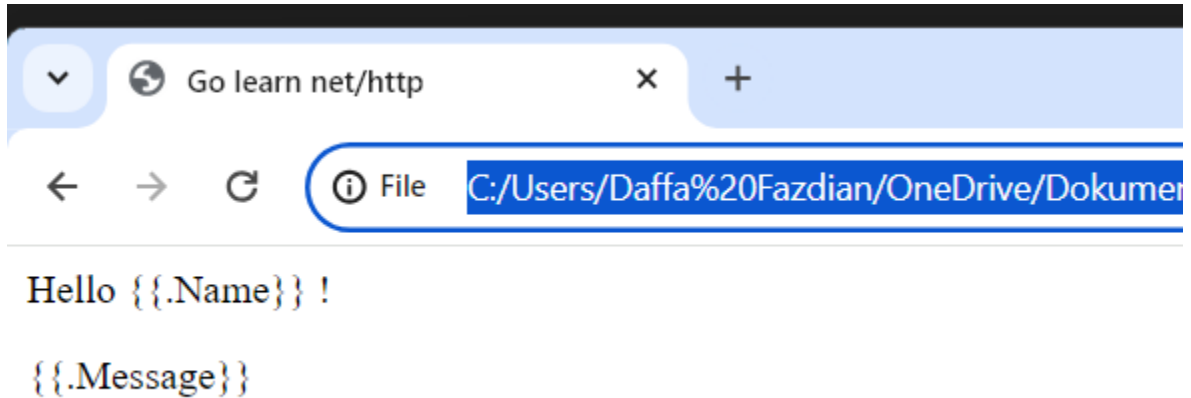 Go learn net/http
File C:/Users/Daffa%20Fazdian/OneDrive/Dokumen
Hello {{.Name}} !
{{.Message}}